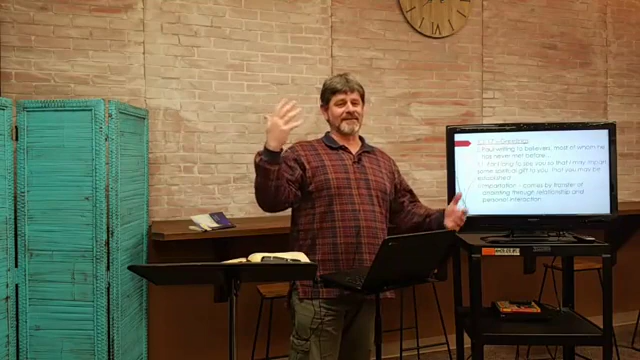 Paul writing to believers, most of whom he
has never met before...
For I long to see you so that I may impart
some spiritual gift to you, that you may be
established
Impartation - comes by transfer of
anointing through relationship and
personal interaction.